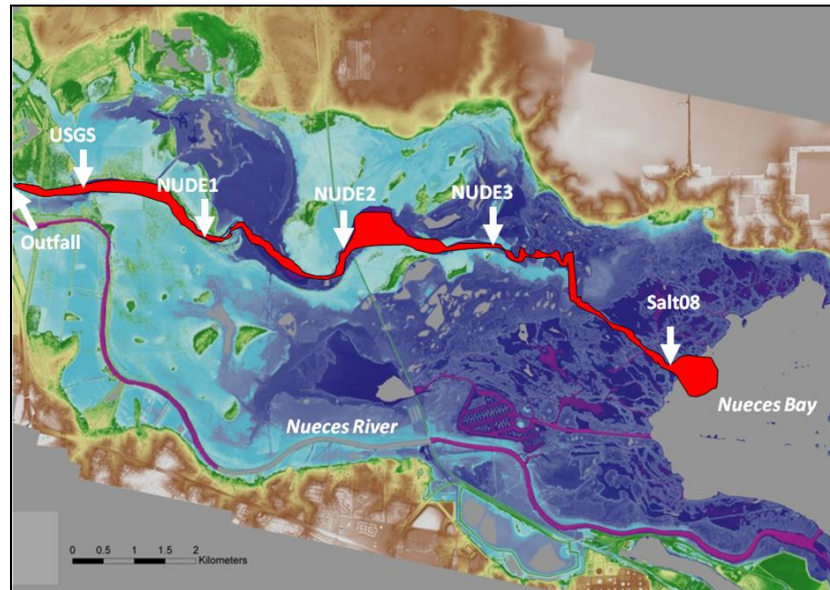 USGS
NUDE1
NUDE2
NUDE3
Outfall
Salt08
Nueces Bay
Nueces River
0 0.5 1 1.5 2
Kilometers